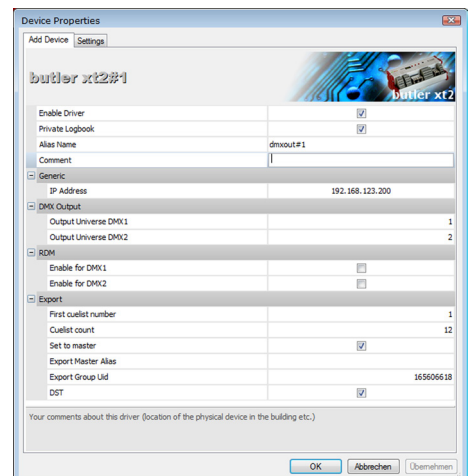 Device Properties
Add Device Settings
butler xt2#1
butler xt2
Enable Driver
Private Logbook
Alias Name dmxout#1
Comment
Generic
IP Address 192.168.123.200
DMX Output
Output Universe DMX1 1
Output Universe DMX2 2
RDM
Enable for DMX1
Enable for DMX2
Export
First cuelist number 1
Cuelist count 12
Set to master
Export Master Alias
Export Group Uid 165606618
DST
Your comments about this driver (location of the physical device in the building etc.)
OK Abbrechen Übernehmen